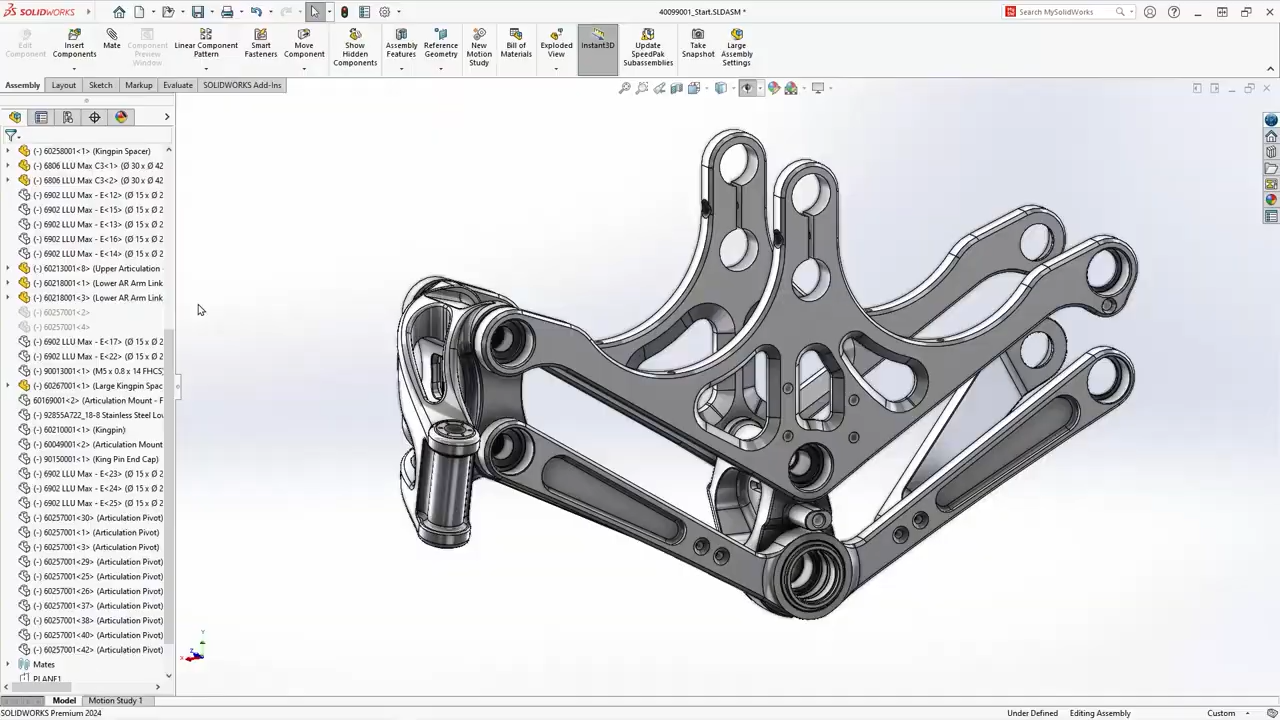 SOLIDWORKS
40099001_Start.SLDASM *
Search MySolidWorks
Edit Component
Insert Components
Mate
Component Preview Window
Linear Component Pattern
Smart Fasteners
Move Component
Show Hidden Components
Assembly Features
Reference Geometry
New Motion Study
Bill of Materials
Exploded View
Instant3D
Update SpeedPak Subassemblies
Take Snapshot
Large Assembly Settings
Assembly
Layout
Sketch
Markup
Evaluate
SOLIDWORKS Add-Ins
(-) 60258001<1> (Kingpin Spacer)
(-) 6806 LLU Max C3<1> (Ø 30 x Ø 42
(-) 6806 LLU Max C3<2> (Ø 30 x Ø 42
(-) 6902 LLU Max - E<12> (Ø 15 x Ø 2
(-) 6902 LLU Max - E<15> (Ø 15 x Ø 2
(-) 6902 LLU Max - E<13> (Ø 15 x Ø 2
(-) 6902 LLU Max - E<16> (Ø 15 x Ø 2
(-) 6902 LLU Max - E<14> (Ø 15 x Ø 2
(-) 60213001<8> (Upper Articulation
(-) 60218001<1> (Lower AR Arm Link
(-) 60218001<3> (Lower AR Arm Link
(-) 60257001<2>
(-) 60257001<4>
(-) 6902 LLU Max - E<17> (Ø 15 x Ø 2
(-) 6902 LLU Max - E<22> (Ø 15 x Ø 2
(-) 90013001<1> (M5 x 0.8 x 14 FHCS
(-) 60267001<1> (Large Kingpin Spac
60169001<2> (Articulation Mount - F
(-) 92855A722_18-8 Stainless Steel Lo
(-) 60210001<1> (Kingpin)
(-) 60049001<2> (Articulation Mount
(-) 90150001<1> (King Pin End Cap)
(-) 6902 LLU Max - E<23> (Ø 15 x Ø 2
(-) 6902 LLU Max - E<24> (Ø 15 x Ø 2
(-) 6902 LLU Max - E<25> (Ø 15 x Ø 2
(-) 60257001<30> (Articulation Pivot)
(-) 60257001<1> (Articulation Pivot)
(-) 60257001<3> (Articulation Pivot)
(-) 60257001<29> (Articulation Pivot)
(-) 60257001<25> (Articulation Pivot)
(-) 60257001<26> (Articulation Pivot)
(-) 60257001<37> (Articulation Pivot)
(-) 60257001<38> (Articulation Pivot)
(-) 60257001<40> (Articulation Pivot)
(-) 60257001<42> (Articulation Pivot)
Mates
PLANE1
Y
X
Z
Model
Motion Study 1
SOLIDWORKS Premium 2024
Under Defined
Editing Assembly
Custom